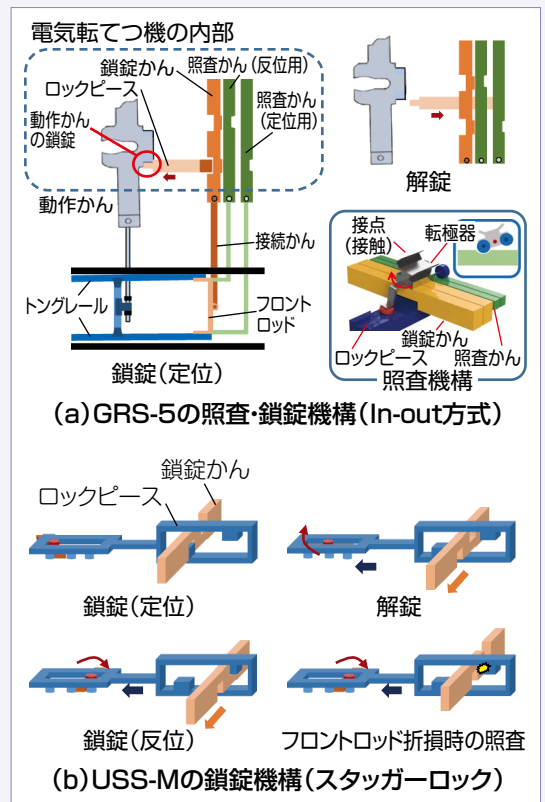 電気転てつ機の内部
鎖錠かん
照査かん(反位用)
ロックピース
照査かん
(定位用)
動作かん
の鎖錠
動作かん
解錠
接続かん
トングレール
フロント
ロッド
鎖錠(定位)
接点
(接触)
転極器
鎖錠かん
ロックピース
照査かん
照査機構
(a)GRS-5の照査・鎖錠機構(In-out方式)
鎖錠かん
ロックピース
鎖錠(定位)
解錠
鎖錠(反位)
フロントロッド折損時の照査
(b)USS-Mの鎖錠機構(スタッガーロック)